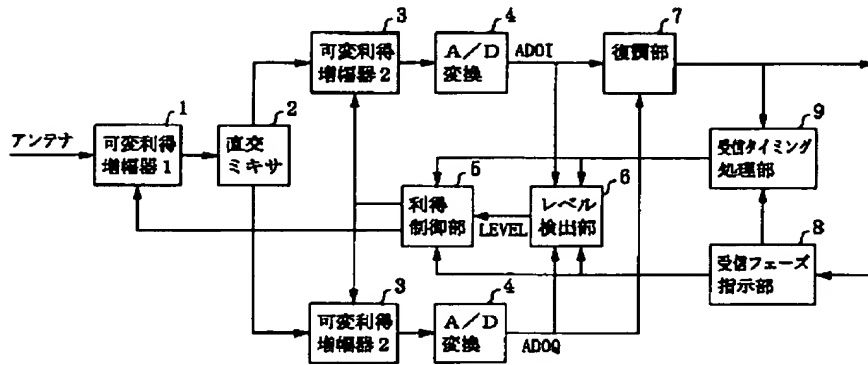 アンテナ
1
可変利得
増幅器1
2
直交
ミキサ
3
可変利得
増幅器2
4
A/D
変換
ADOI
7
復調部
9
受信タイミング
処理部
5
利得
制御部
LEVEL
6
レベル
検出部
8
受信フェーズ
指示部
3
可変利得
増幅器2
4
A/D
変換
ADOQ